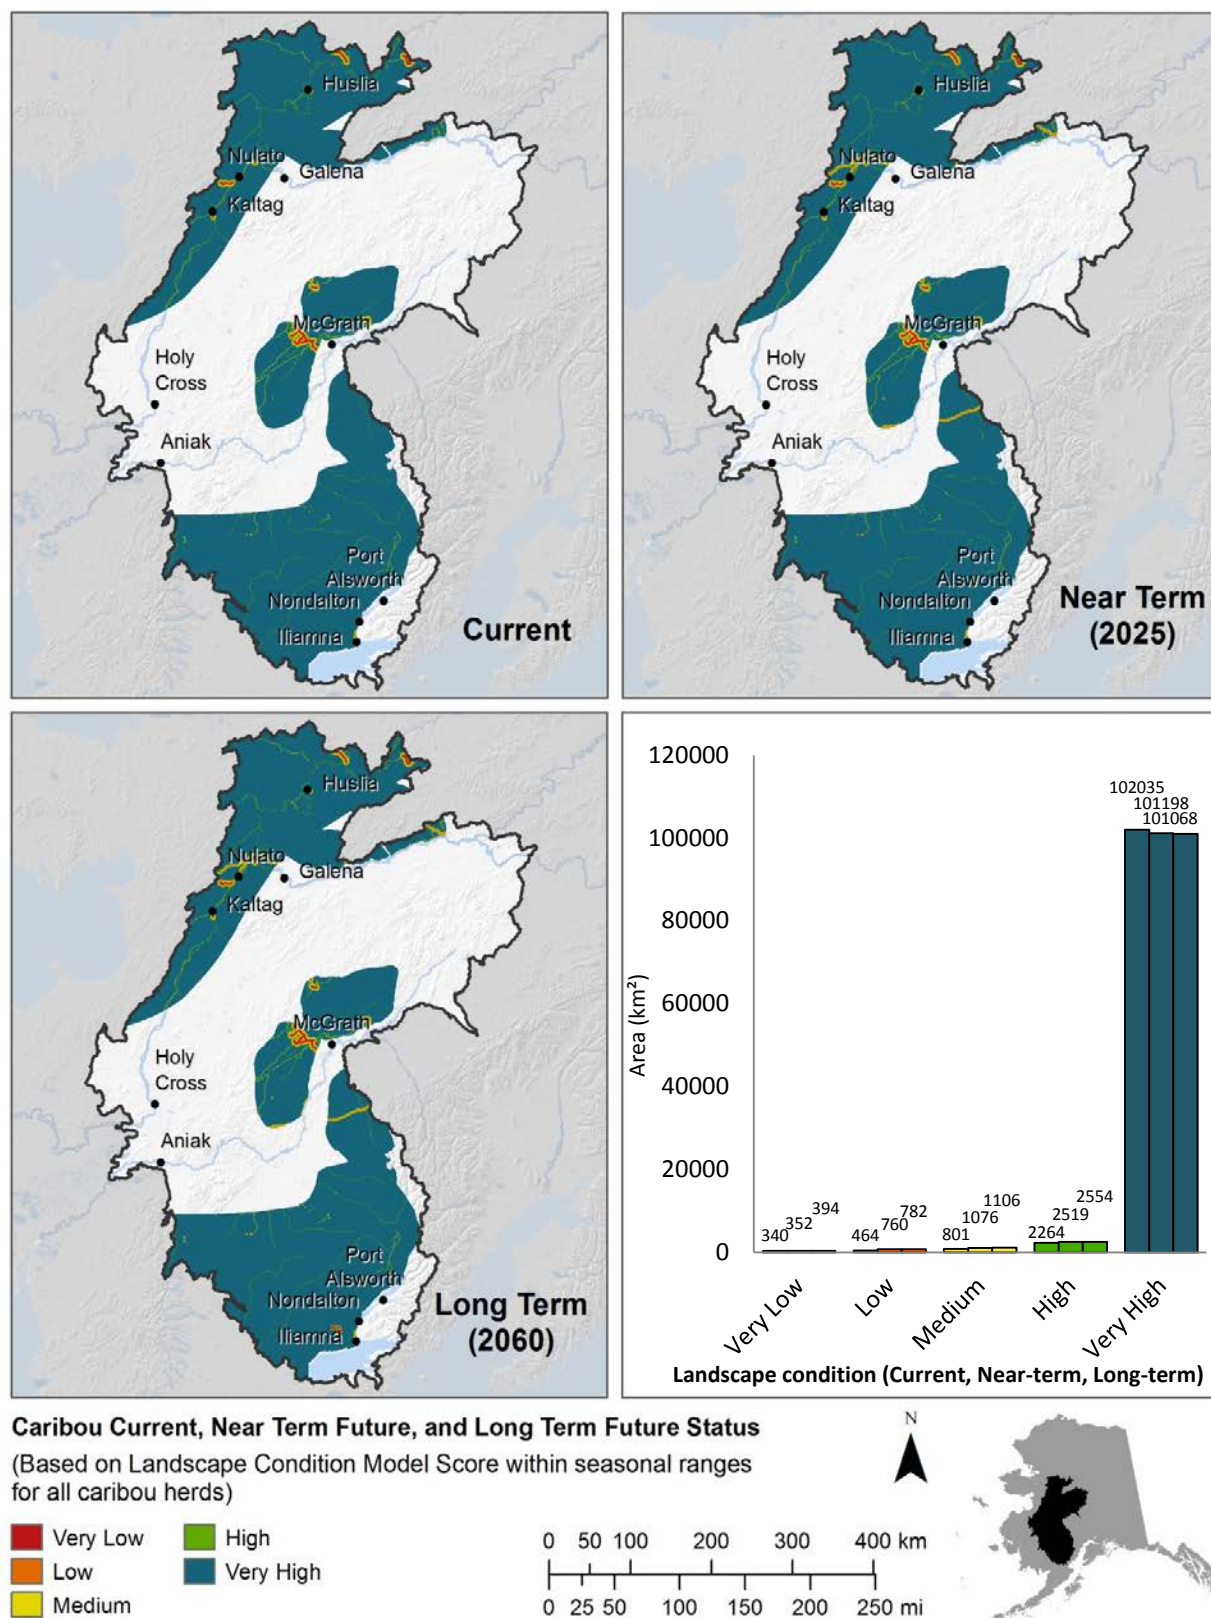 Huslia
Nulato
Galena
Kaltag
McGrath
Holy
Cross
Aniak
Port
Alsworth
Nondalton
Iliamna
Current
Huslia
Nulato
Galena
Kaltag
McGrath
Holy
Cross
Aniak
Port
Alsworth
Nondalton
Iliamna
Near Term
(2025)
Huslia
Nulato
Galena
Kaltag
McGrath
Holy
Cross
Aniak
Port
Alsworth
Nondalton
Iliamna
Long Term
(2060)
120000
100000
80000
60000
40000
20000
0
Area (km²)
340
352
394
464
760
782
801
1076
1106
2264
2519
2554
102035
101198
101068
Very Low
Low
Medium
High
Very High
Landscape condition (Current, Near-term, Long-term)
Caribou Current, Near Term Future, and Long Term Future Status
(Based on Landscape Condition Model Score within seasonal ranges
for all caribou herds)
Very Low
Low
Medium
High
Very High
N
0 50 100 200 300 400 km
0 25 50 100 150 200 250 mi